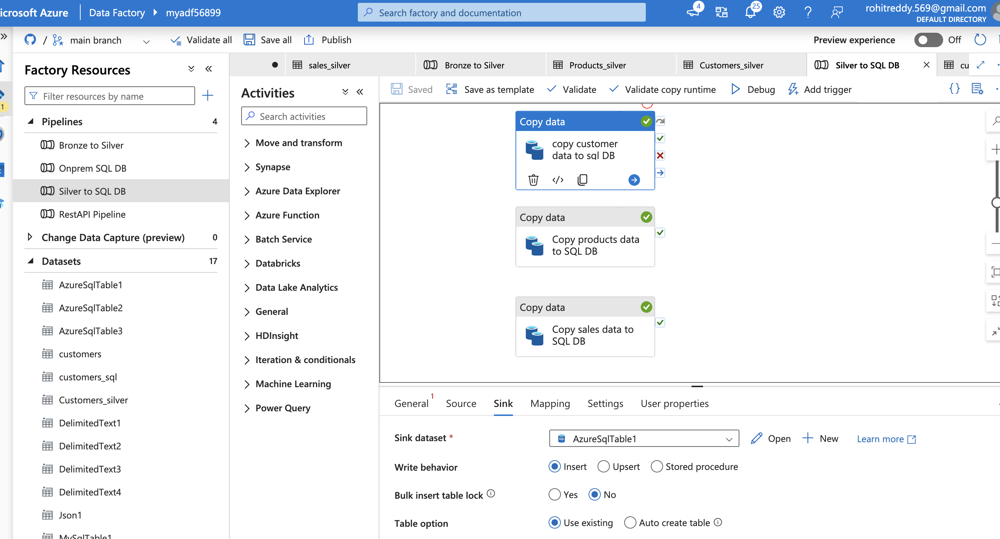 icrosoft Azure
Data Factory
myadf56899
Search factory and documentation
4
25
rohitreddy.569@gmail.com
DEFAULT DIRECTORY
/
main branch
Validate all
Save all
Publish
Preview experience
Off
1
Factory Resources
Filter resources by name
Pipelines
4
Bronze to Silver
Onprem SQL DB
Silver to SQL DB
RestAPI Pipeline
Change Data Capture (preview)
0
Datasets
17
AzureSqlTable1
AzureSqlTable2
AzureSqlTable3
customers
customers_sql
Customers_silver
DelimitedText1
DelimitedText2
DelimitedText3
DelimitedText4
Json1
MySqlTable1
sales_silver
Bronze to Silver
Products_silver
Customers_silver
Silver to SQL DB
cu
Activities
Search activities
Move and transform
Synapse
Azure Data Explorer
Azure Function
Batch Service
Databricks
Data Lake Analytics
General
HDInsight
Iteration & conditionals
Machine Learning
Power Query
Saved
Save as template
Validate
Validate copy runtime
Debug
Add trigger
Copy data
copy customer
data to sql DB
Copy data
Copy products data
to SQL DB
Copy data
Copy sales data to
SQL DB
General
1
Source
Sink
Mapping
Settings
User properties
Sink dataset *
SQL
AzureSqlTable1
Open
New
Learn more
Write behavior
Insert
Upsert
Stored procedure
Bulk insert table lock
Yes
No
Table option
Use existing
Auto create table